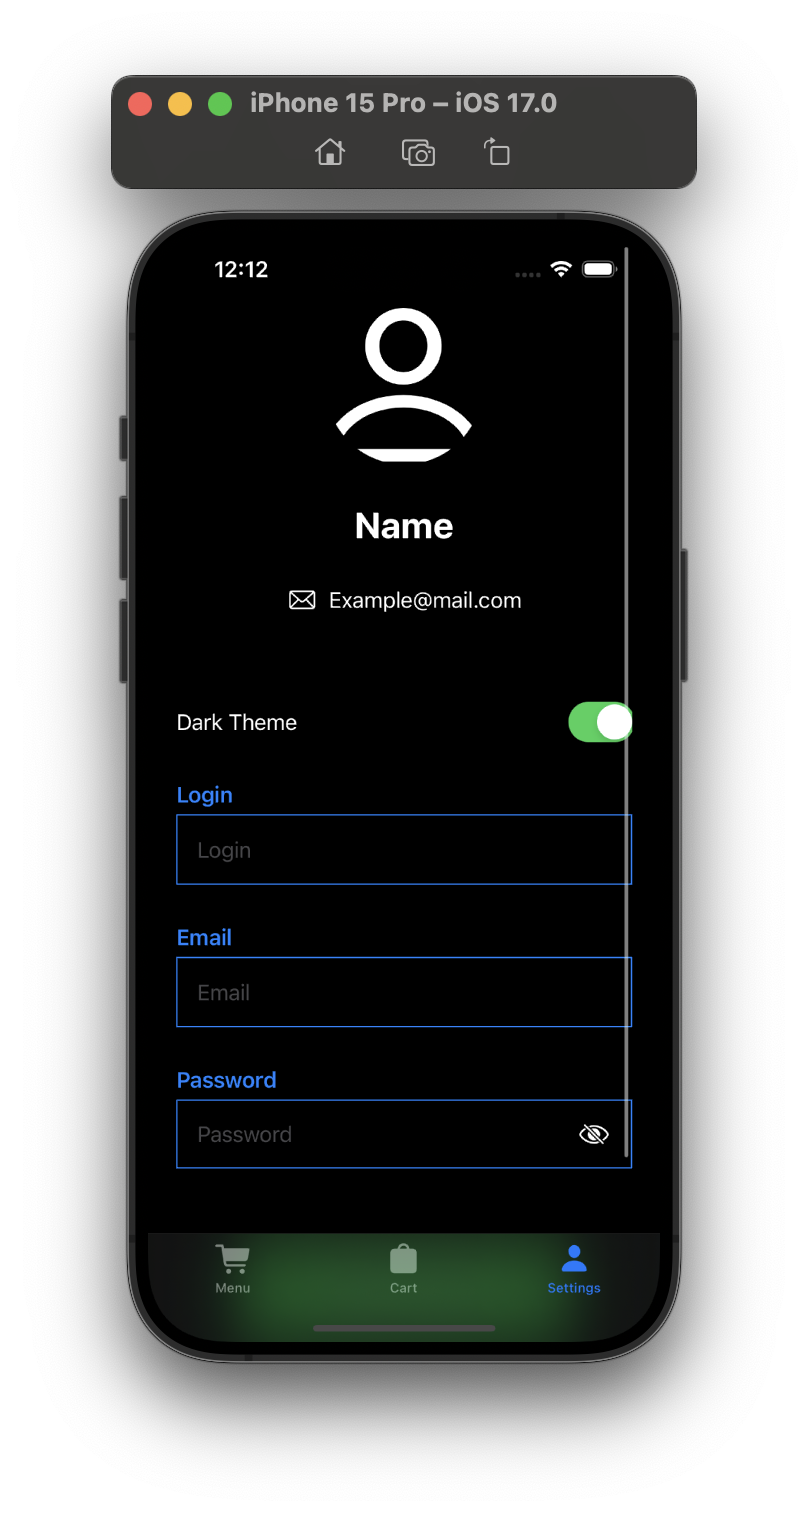 iPhone 15 Pro – iOS 17.0
12:12
Name
Example@mail.com
Dark Theme
Login
Login
Email
Email
Password
Password
Menu
Cart
Settings